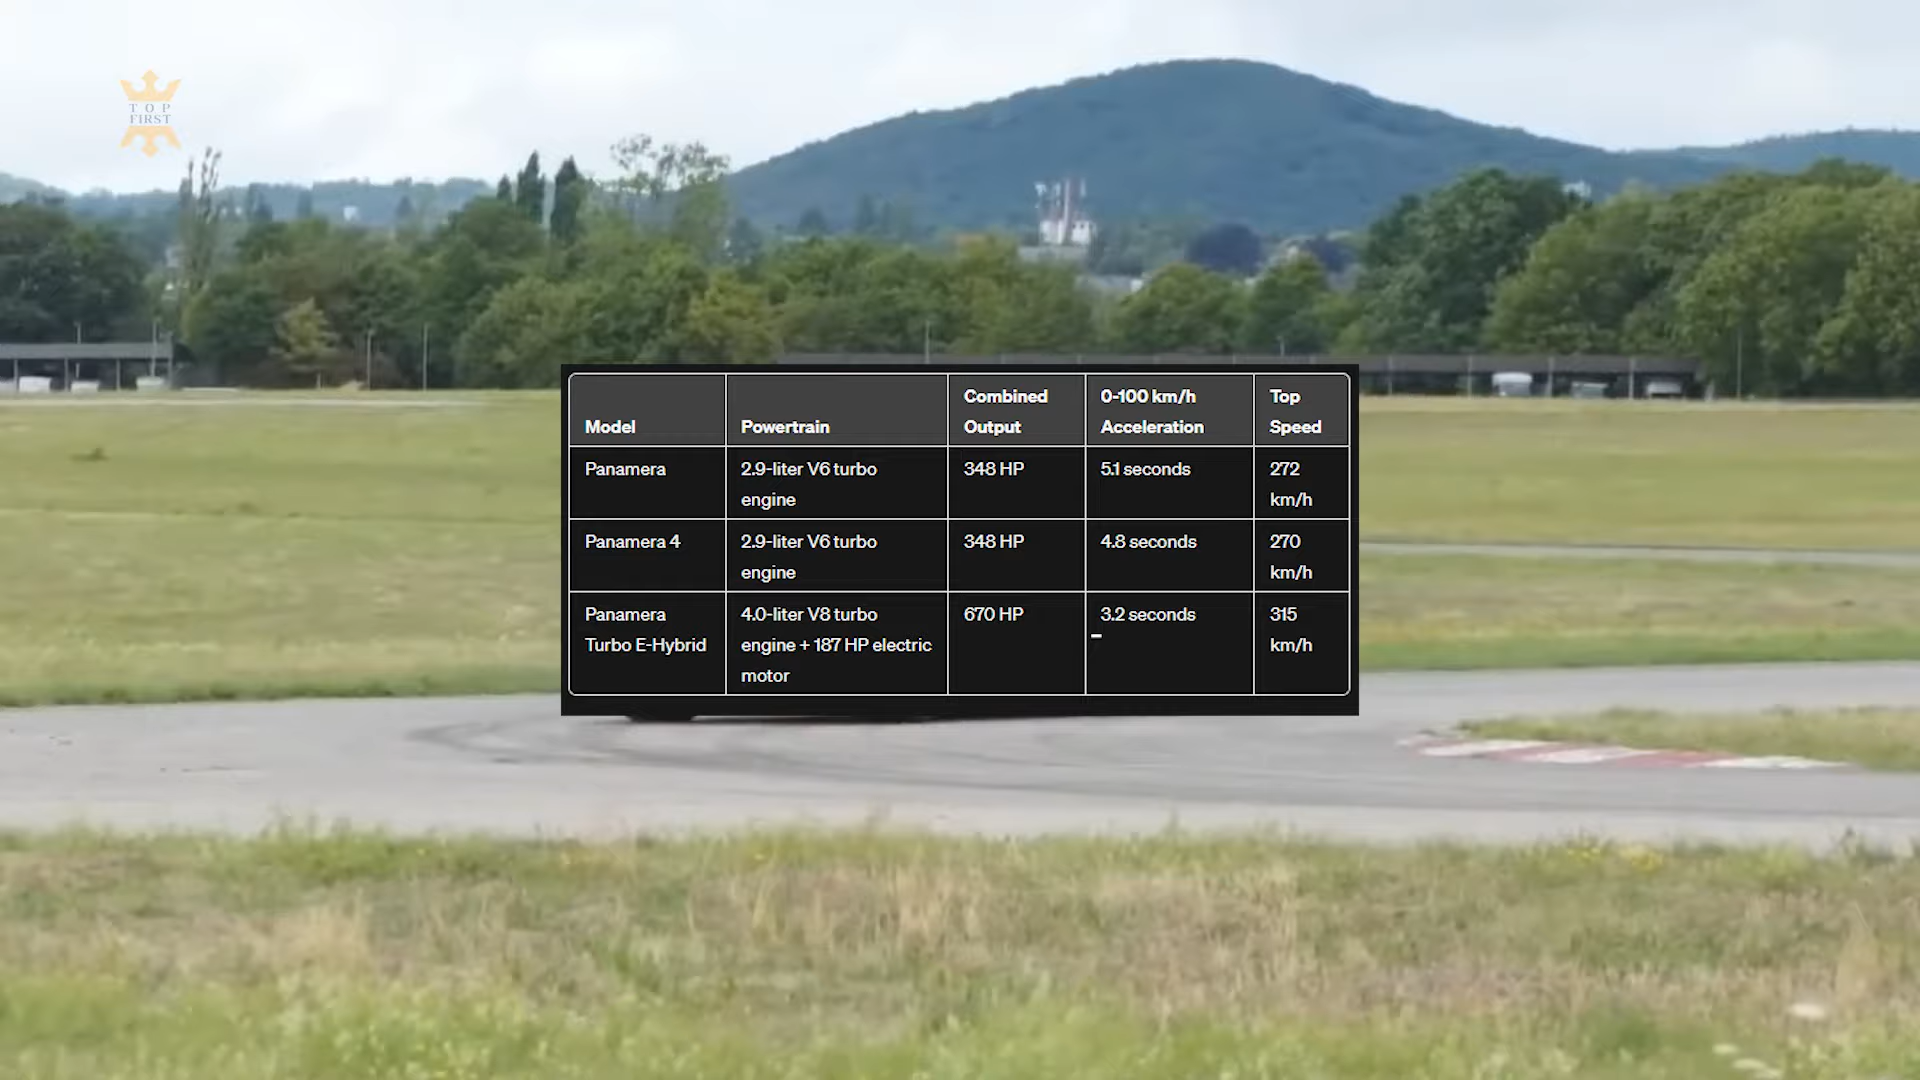 TOP
FIRST
Model
Powertrain
Combined
Output
0-100 km/h
Acceleration
Top
Speed
Panamera
2.9-liter V6 turbo
engine
348 HP
5.1 seconds
272
km/h
Panamera 4
2.9-liter V6 turbo
engine
348 HP
4.8 seconds
270
km/h
Panamera
Turbo E-Hybrid
4.0-liter V8 turbo
engine + 187 HP electric
motor
670 HP
3.2 seconds
315
km/h